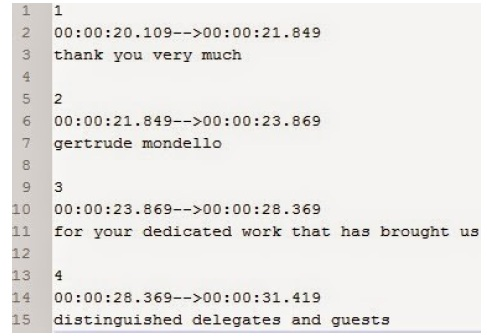 1 1
2 00:00:20.109-->00:00:21.849
3 thank you very much
4
5 2
6 00:00:21.849-->00:00:23.869
7 gertrude mondello
8
9 3
10 00:00:23.869-->00:00:28.369
11 for your dedicated work that has brought us
12
13 4
14 00:00:28.369-->00:00:31.419
15 distinguished delegates and guests